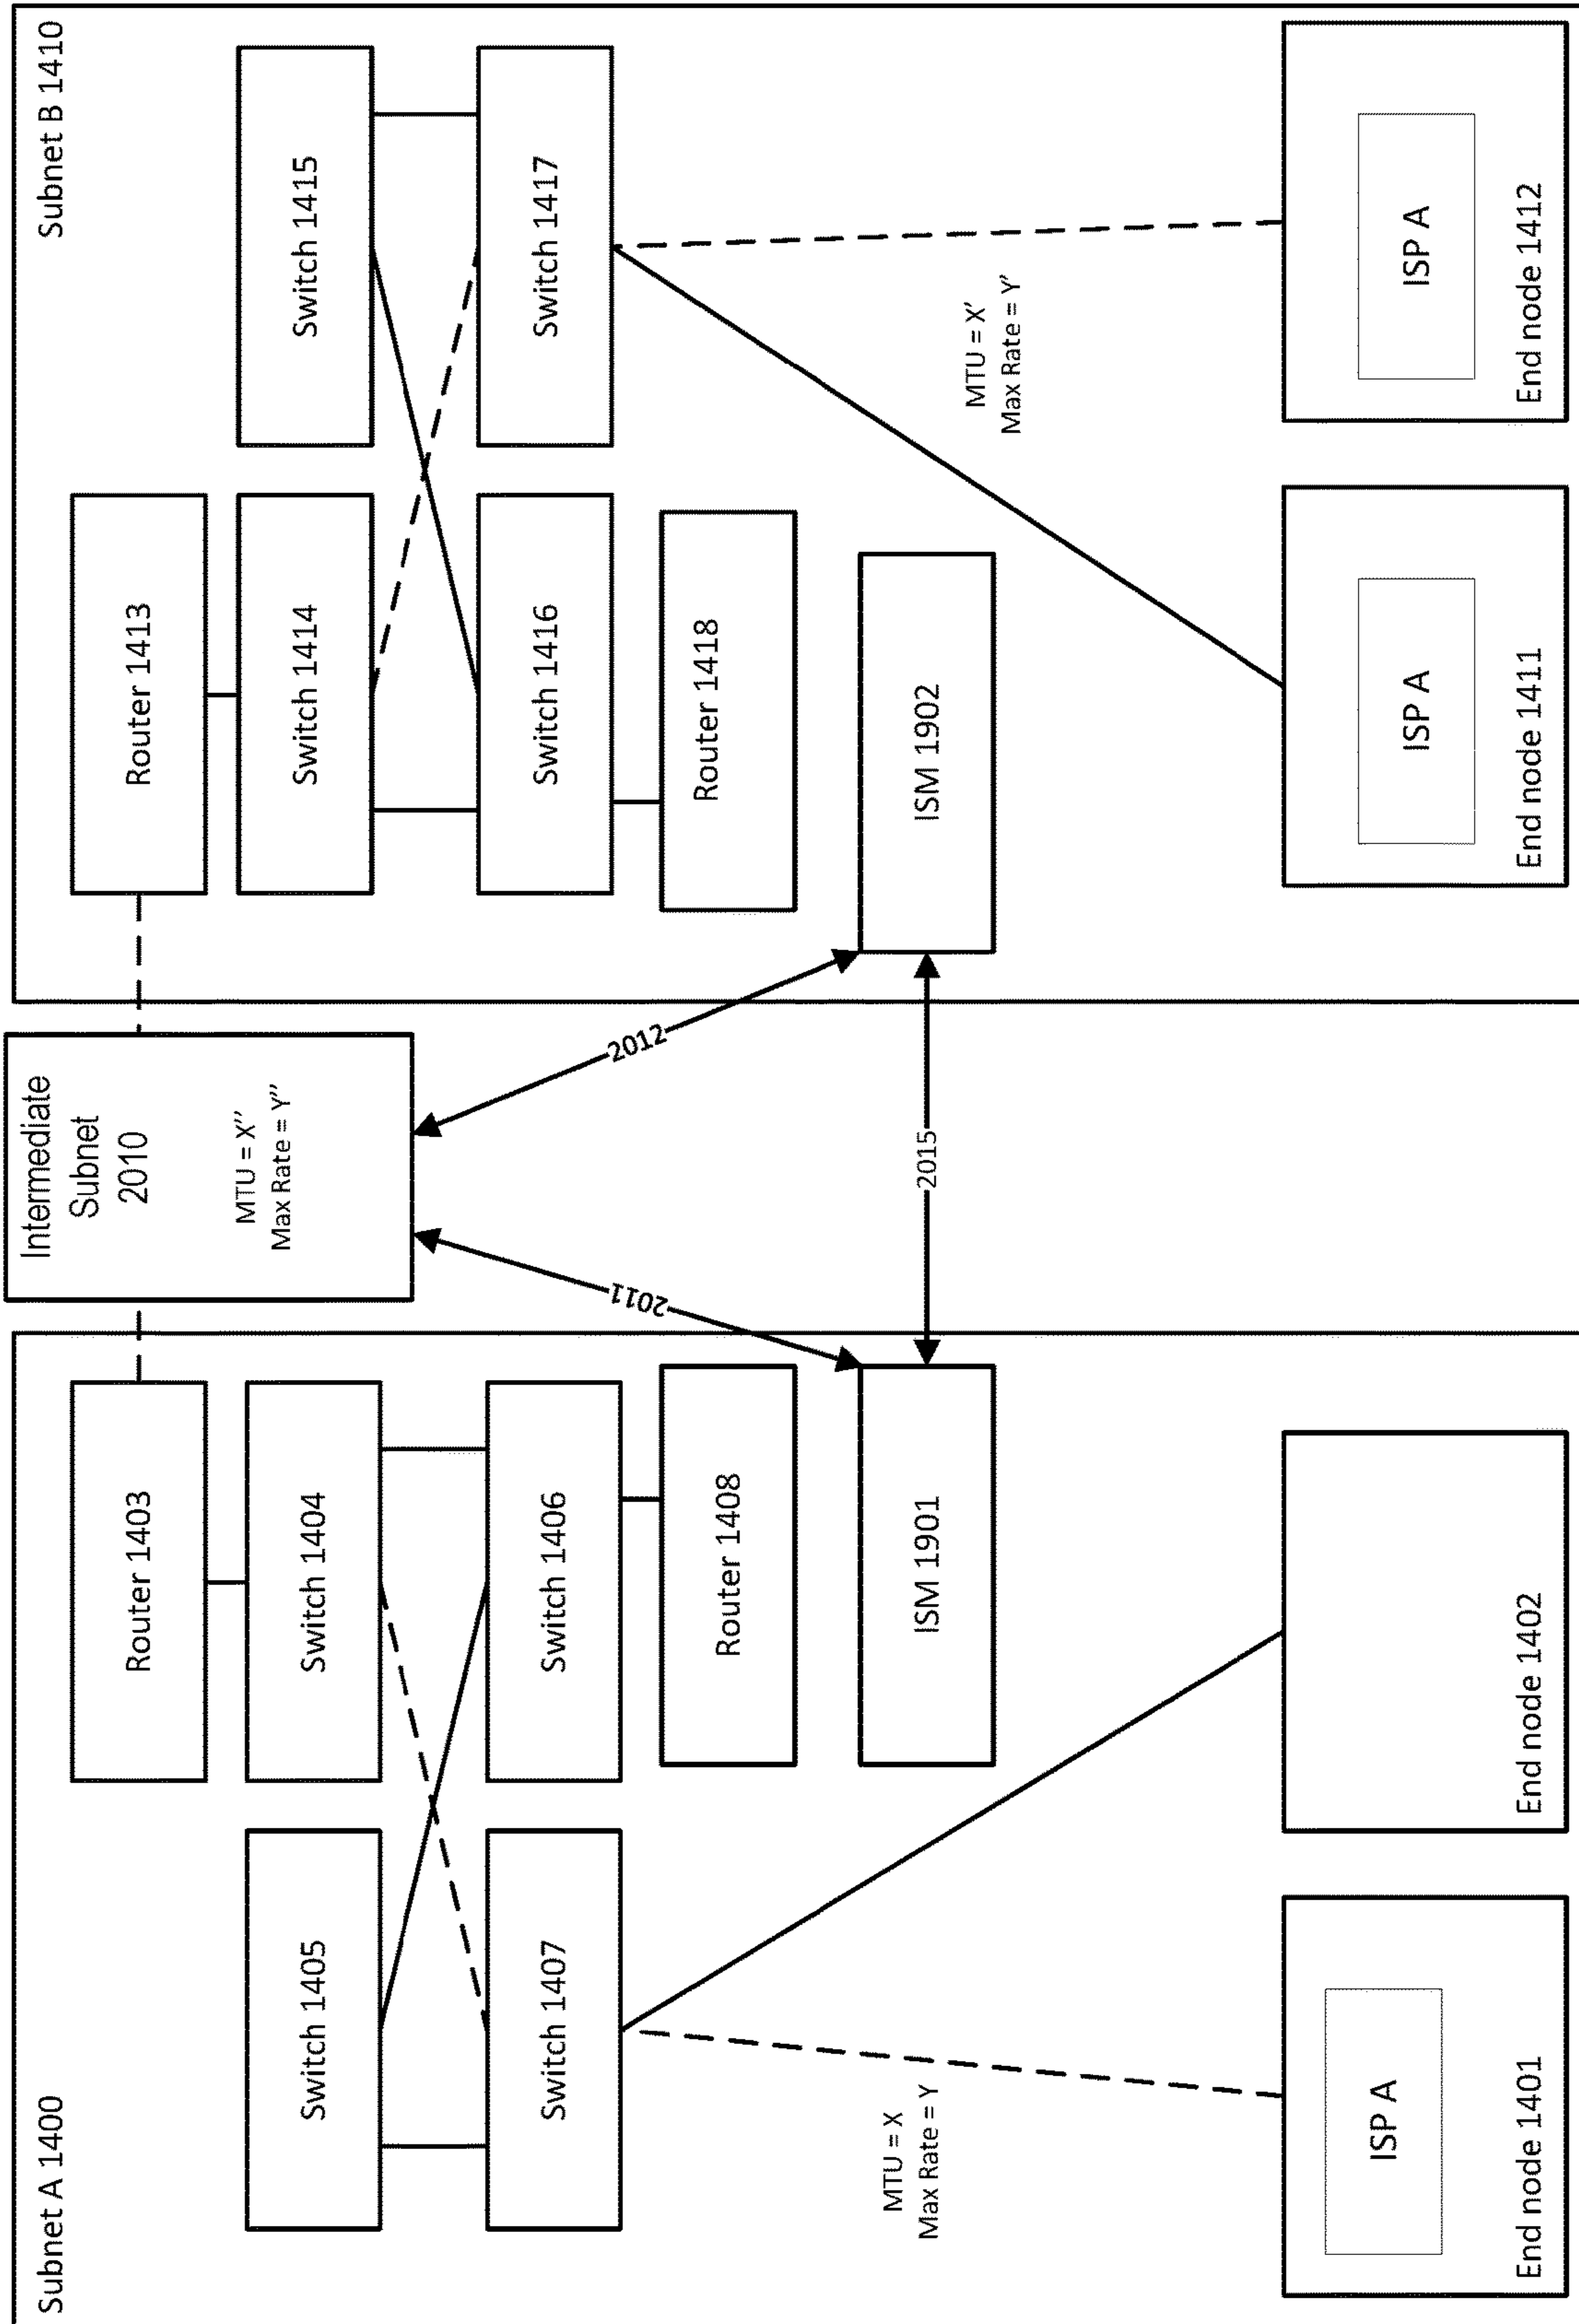 Subnet A 1400
Router 1403
Switch 1405
Switch 1404
Switch 1407
Switch 1406
Router 1408
ISM 1901
MTU = X
Max Rate = Y
ISP A
End node 1401
End node 1402
Intermediate
Subnet
2010
MTU = X''
Max Rate = Y''
2011
2012
2015
Subnet B 1410
Router 1413
Switch 1414
Switch 1415
Switch 1416
Switch 1417
Router 1418
ISM 1902
MTU = X'
Max Rate = Y'
ISP A
End node 1411
ISP A
End node 1412